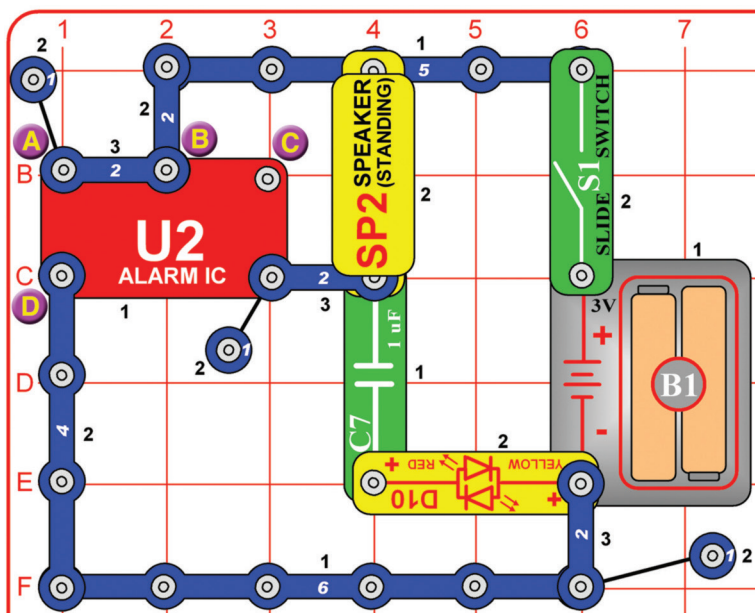 1 2 3 4 5 6 7
2 1
1 5
A 3 2 2 B C
B 2
U2
ALARM IC
1
SP2 SPEAKER
(STANDING)
2
S1
SLIDE SWITCH
2
C
D
2
3
1
2
3V
+
-
B1
1
D
C7
1 uF
1
4
2
2
E
+
RED
YELLOW
D10
+
2
3
1
2
F
1
6